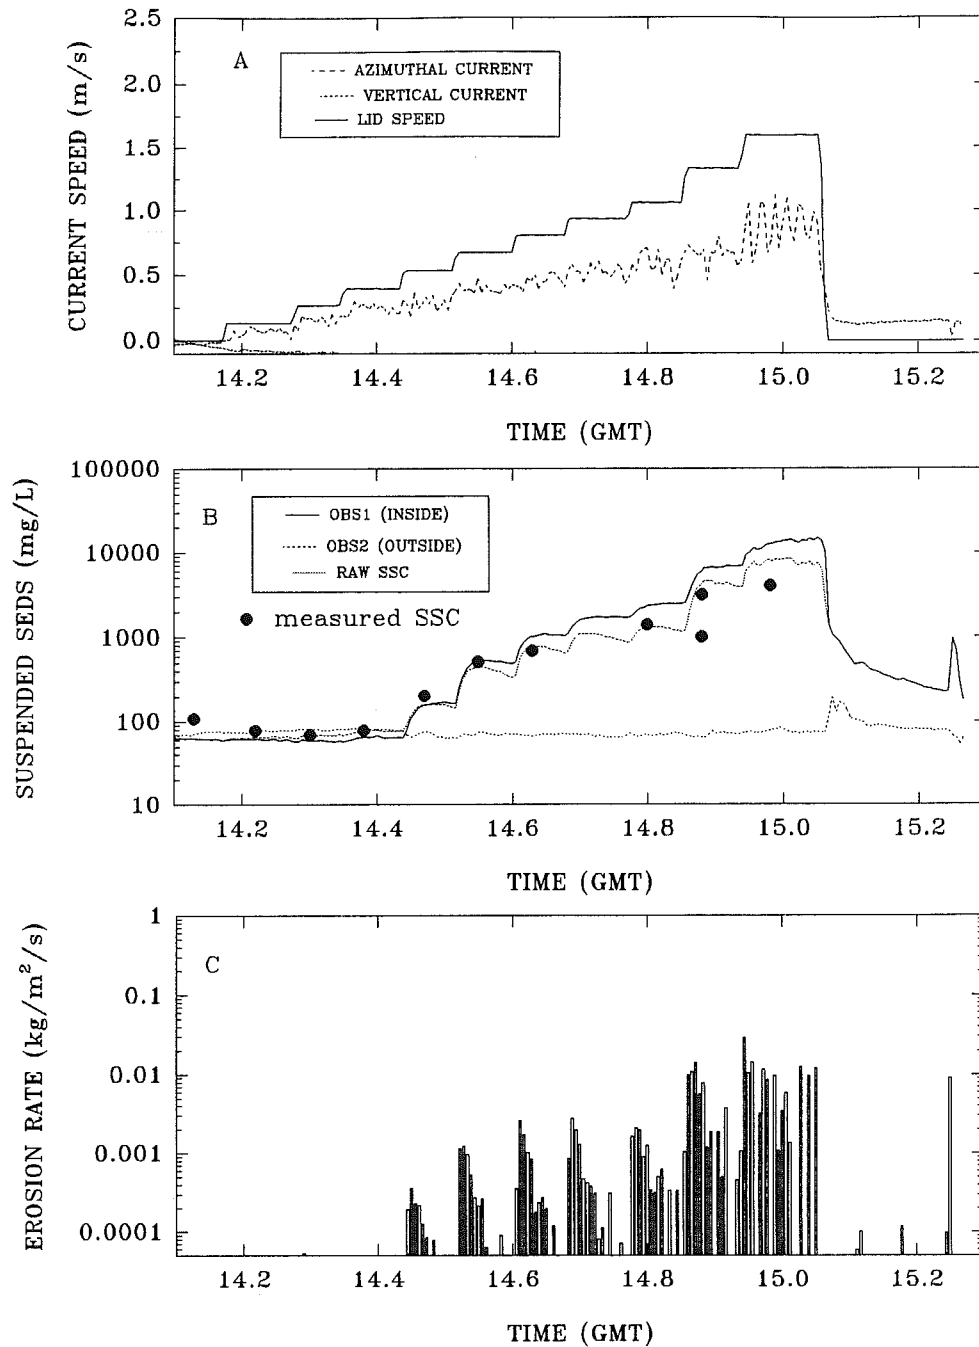 A
AZIMUTHAL CURRENT
VERTICAL CURRENT
LID SPEED
CURRENT SPEED (m/s)
2.5
2.0
1.5
1.0
0.5
0.0
14.2 14.4 14.6 14.8 15.0 15.2
TIME (GMT)
B
OBS1 (INSIDE)
OBS2 (OUTSIDE)
RAW SSC
measured SSC
SUSPENDED SEDS (mg/L)
100000
10000
1000
100
10
14.2 14.4 14.6 14.8 15.0 15.2
TIME (GMT)
C
EROSION RATE (kg/m²/s)
1
0.1
0.01
0.001
0.0001
14.2 14.4 14.6 14.8 15.0 15.2
TIME (GMT)